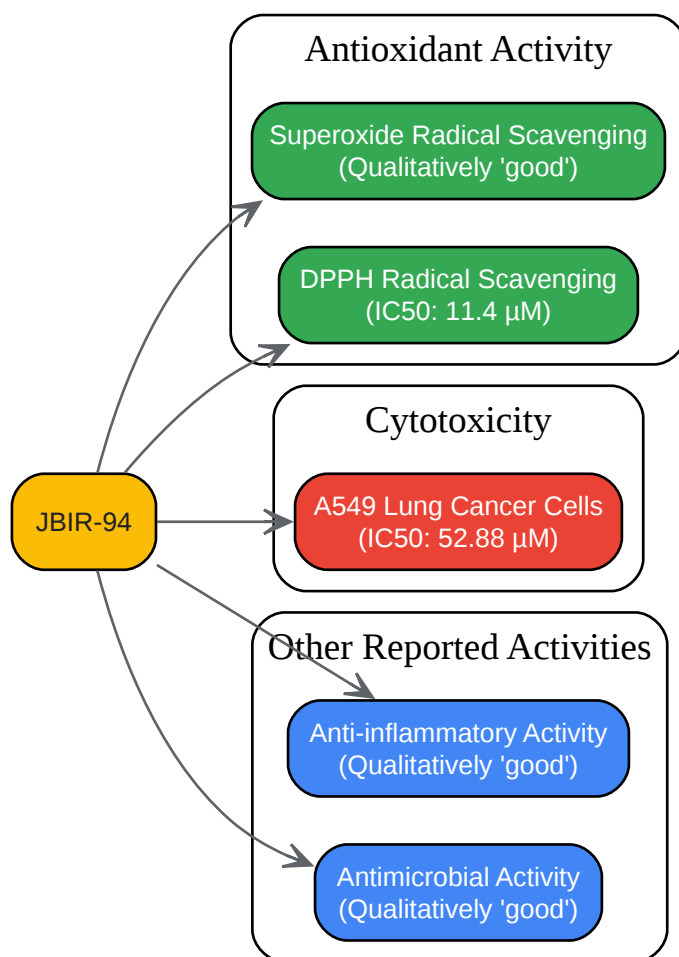 Antioxidant Activity
Superoxide Radical Scavenging
(Qualitatively 'good')
DPPH Radical Scavenging
(IC50: 11.4 µM)
Cytotoxicity
JBIR-94
A549 Lung Cancer Cells
(IC50: 52.88 µM)
Other Reported Activities
Anti-inflammatory Activity
(Qualitatively 'good')
Antimicrobial Activity
(Qualitatively 'good')